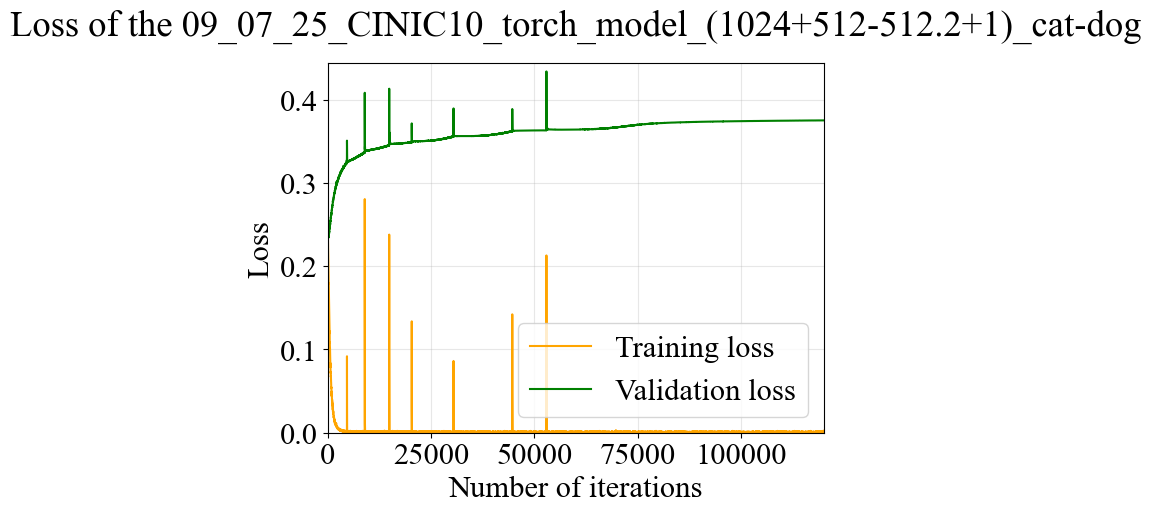 Loss of the 09_07_25_CINIC10_torch_model_(1024+512-512.2+1)_cat-dog
0.4
0.3
0.2
0.1
0.0
Loss
Training loss
Validation loss
0 25000 50000 75000 100000
Number of iterations